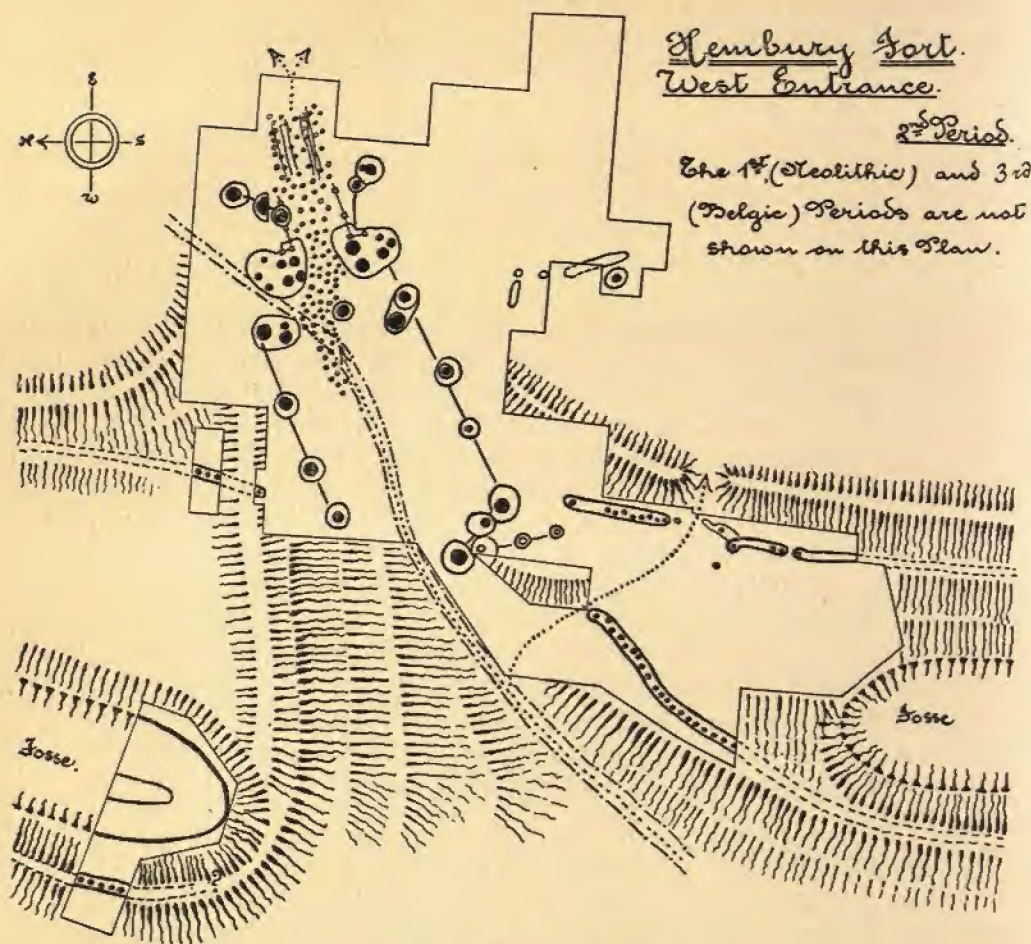 Hembury Fort.
West Entrance.
2nd Period.
The 1st, (Neolithic) and 3rd
(Belgic) Periods are not
shown on this Plan.
E
N
S
W
Fosse
Fosse.
?